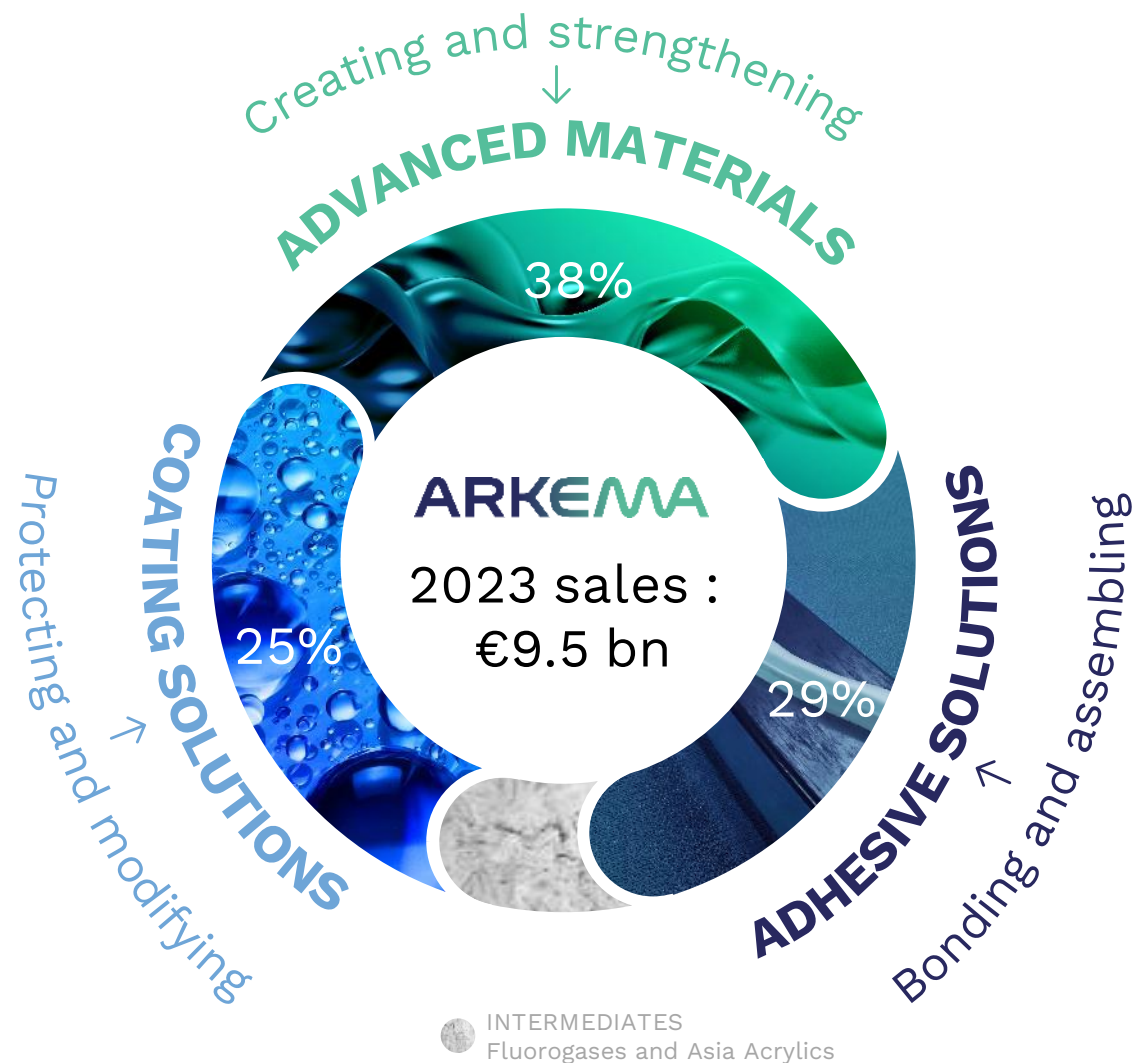 Creating and strengthening
↓
ADVANCED MATERIALS
38%
COATING SOLUTIONS
Protecting and modifying
25%
ARKEMA
2023 sales :
€9.5 bn
29%
ADHESIVE SOLUTIONS
Bonding and assembling
INTERMEDIATES
Fluorogases and Asia Acrylics